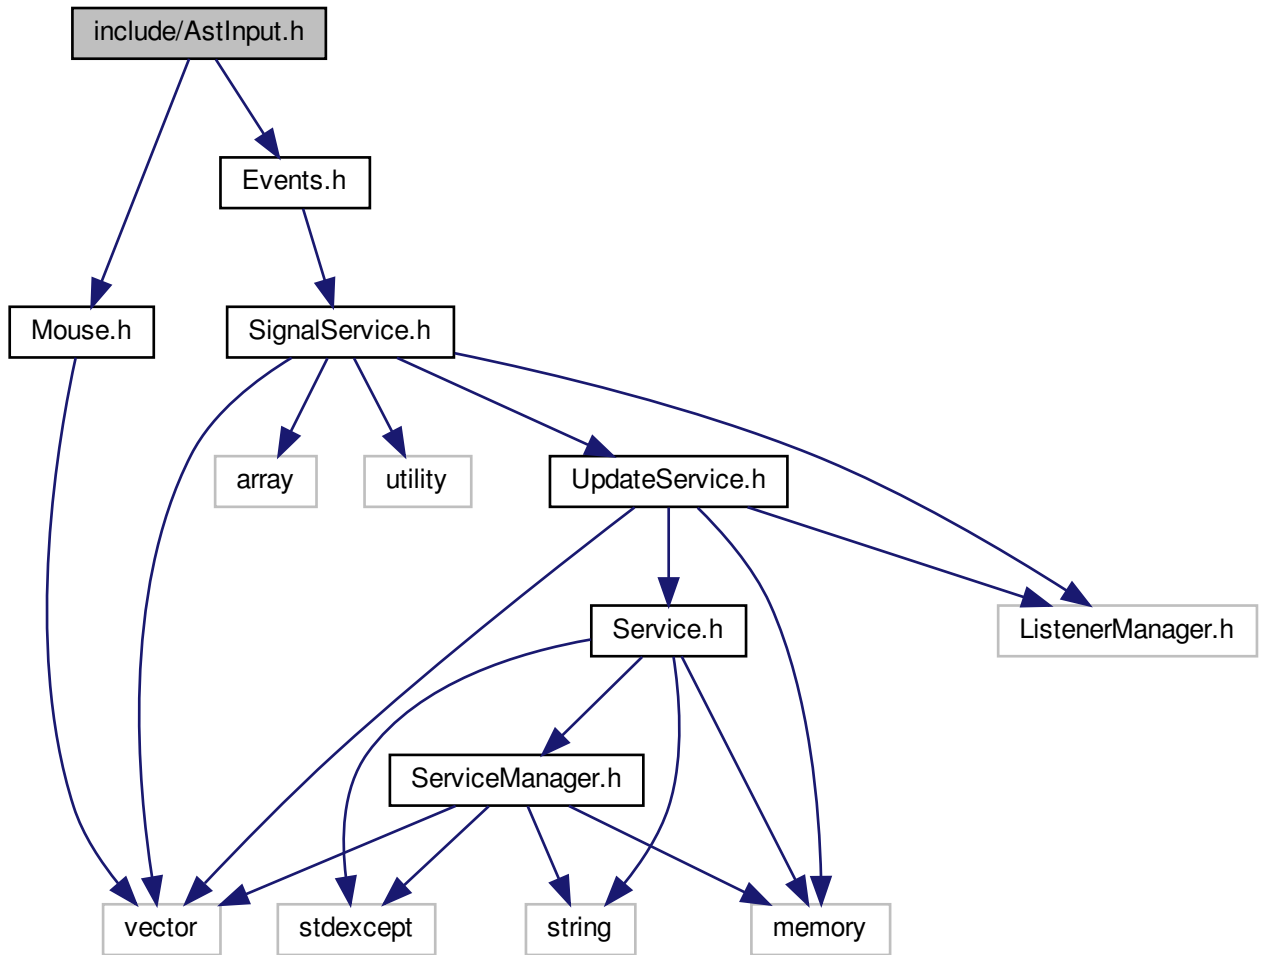 include/AstInput.h
Events.h
Mouse.h
SignalService.h
array
utility
UpdateService.h
Service.h
ListenerManager.h
ServiceManager.h
vector
stdexcept
string
memory